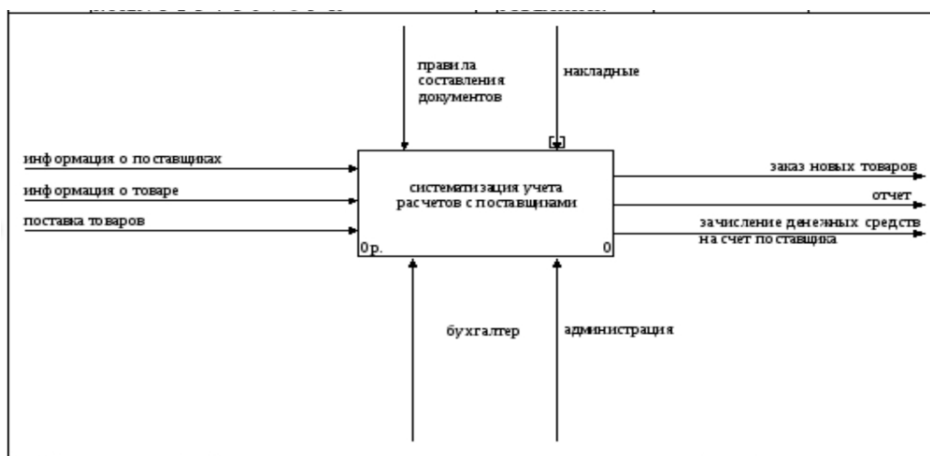 правила
составления
документов
накладные
информация о поставщиках
информация о товаре
поставка товаров
систематизация учета
расчетов с поставщиками
0р.
0
заказ новых товаров
отчет
зачисление денежных средств
на счет поставщика
бухгалтер
администрация